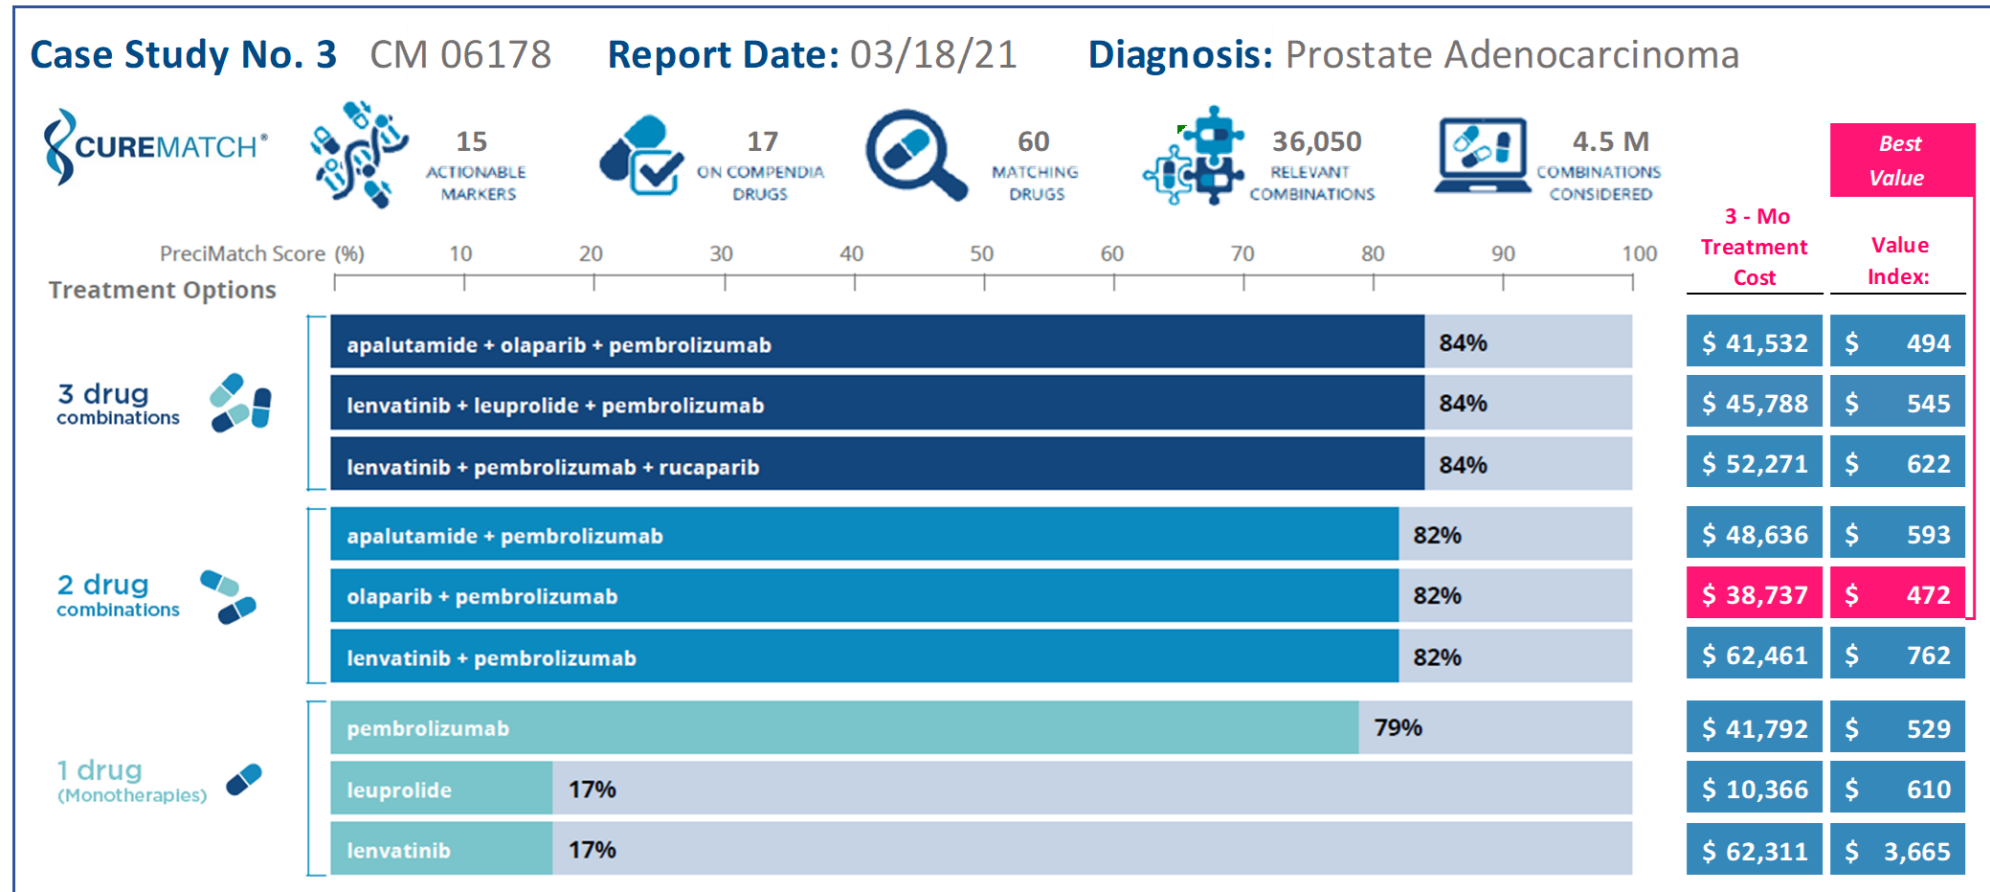 Case Study No. 3 CM 06178 Report Date: 03/18/21 Diagnosis: Prostate Adenocarcinoma
CUREMATCH®
15
ACTIONABLE
MARKERS
17
ON COMPENDIA
DRUGS
60
MATCHING
DRUGS
36,050
RELEVANT
COMBINATIONS
4.5 M
COMBINATIONS
CONSIDERED
Best
Value
3 - Mo
Treatment
Cost
Value
Index:
PreciMatch Score (%) 10 20 30 40 50 60 70 80 90 100
Treatment Options
3 drug
combinations
apalutamide + olaparib + pembrolizumab 84% $ 41,532 $ 494
lenvatinib + leuprolide + pembrolizumab 84% $ 45,788 $ 545
lenvatinib + pembrolizumab + rucaparib 84% $ 52,271 $ 622
2 drug
combinations
apalutamide + pembrolizumab 82% $ 48,636 $ 593
olaparib + pembrolizumab 82% $ 38,737 $ 472
lenvatinib + pembrolizumab 82% $ 62,461 $ 762
1 drug
(Monotherapies)
pembrolizumab 79% $ 41,792 $ 529
leuprolide 17% $ 10,366 $ 610
lenvatinib 17% $ 62,311 $ 3,665